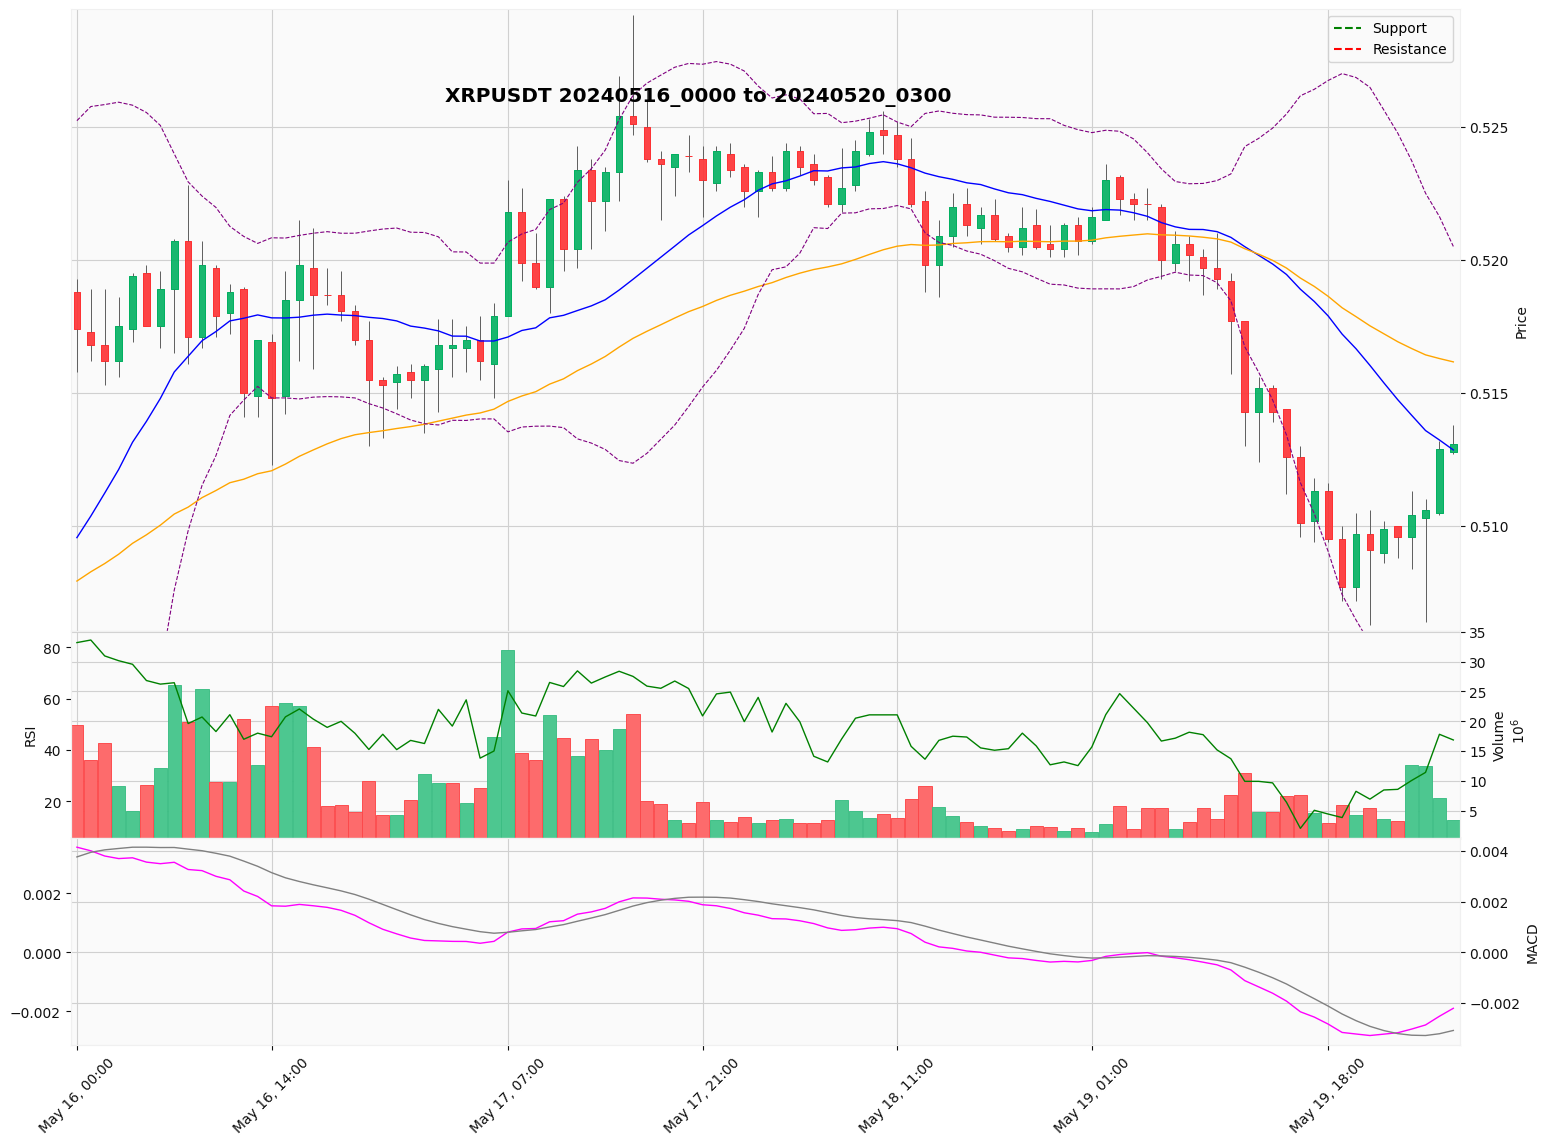 XRPUSDT 20240516_0000 to 20240520_0300
Support
Resistance
0.525
0.520
0.515
0.510
Price
80
60
40
20
RSI
35
30
25
20
15
10
5
Volume
10^6
0.002
0.000
−0.002
0.004
0.002
0.000
−0.002
MACD
May 16, 00:00
May 16, 14:00
May 17, 07:00
May 17, 21:00
May 18, 11:00
May 19, 01:00
May 19, 18:00